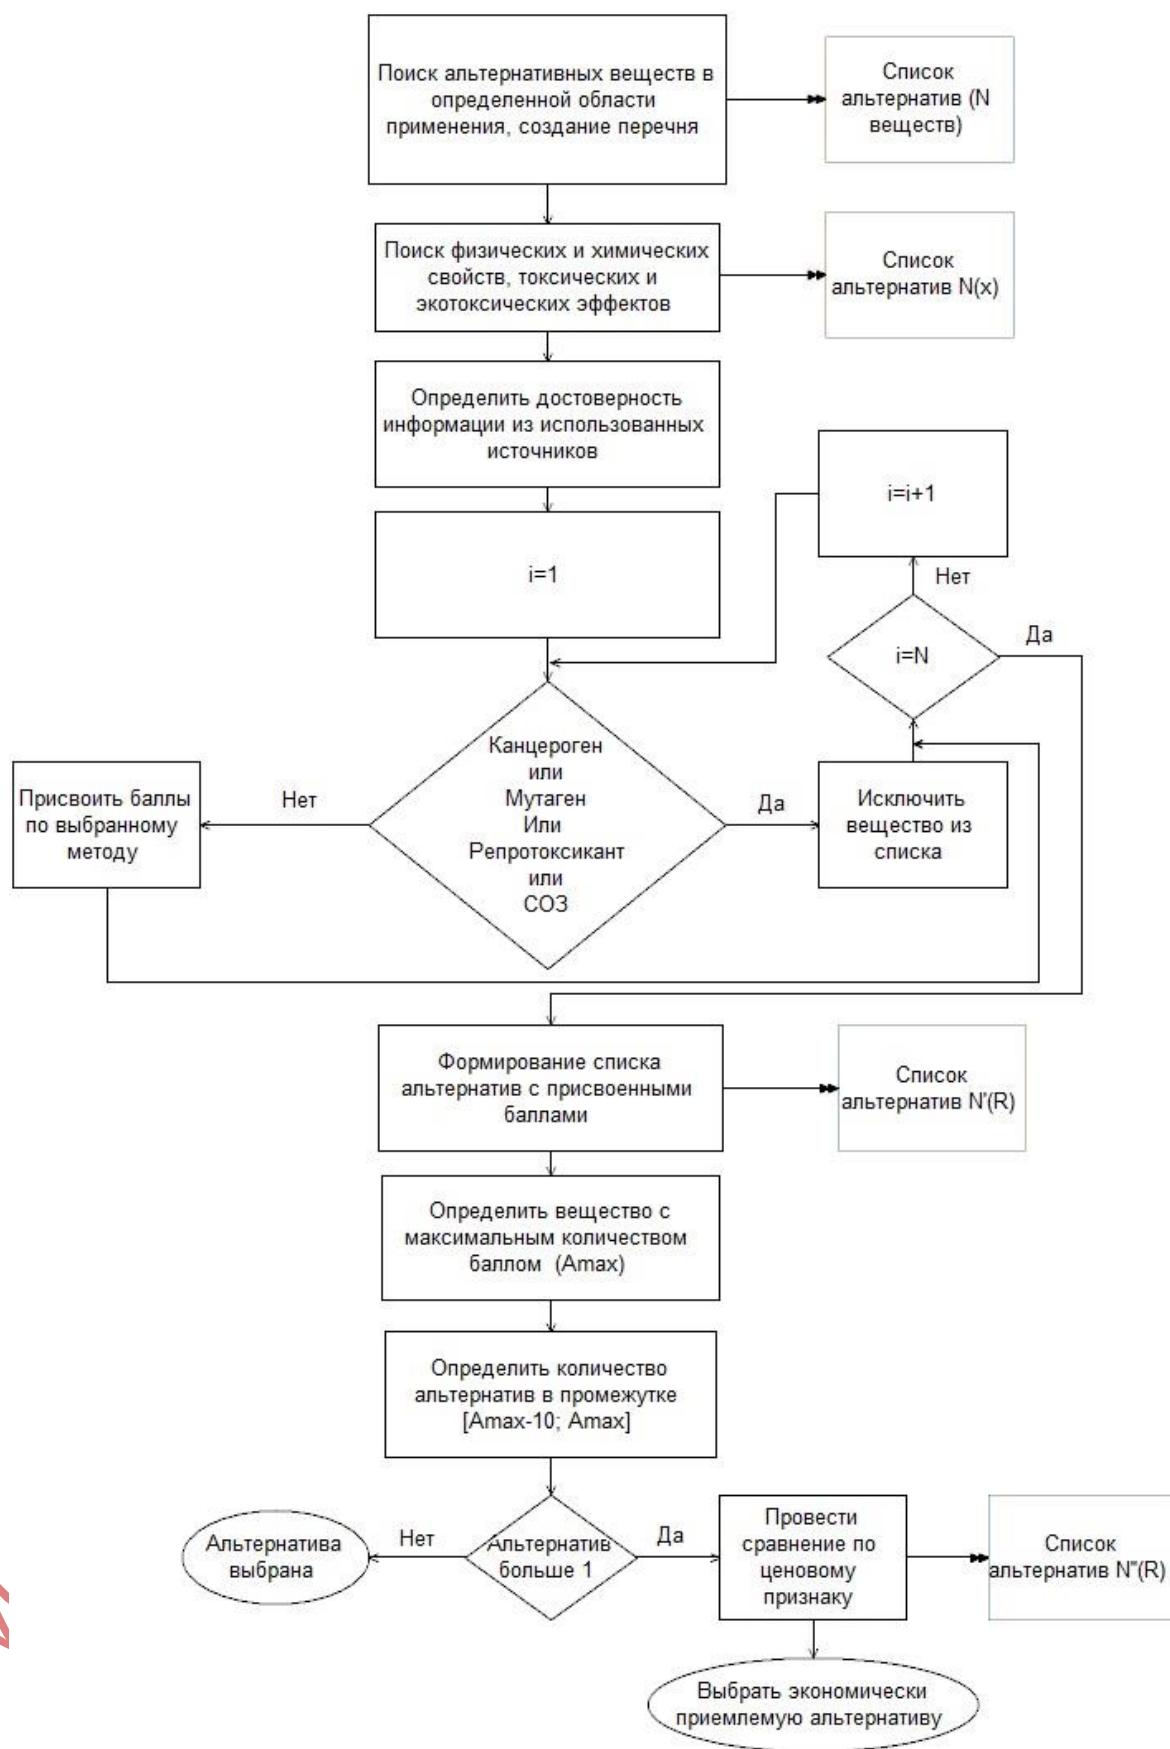 Поиск альтернативных веществ в
определенной области
применения, создание перечня
Список
альтернатив (N
веществ)
Поиск физических и химических
свойств, токсических и
экотоксических эффектов
Список
альтернатив N(x)
Определить достоверность
информации из использованных
источников
i=i+1
i=1
Нет
i=N
Да
Канцероген
или
Мутаген
Или
Репротоксикант
или
СОЗ
Нет
Да
Присвоить баллы
по выбранному
методу
Исключить
вещество из
списка
Формирование списка
альтернатив с присвоенными
баллами
Список
альтернатив N'(R)
Определить вещество с
максимальным количеством
баллом (Amax)
Определить количество
альтернатив в промежутке
[Amax-10; Amax]
Альтернатива
выбрана
Нет
Альтернатив
больше 1
Да
Провести
сравнение по
ценовому
признаку
Список
альтернатив N"(R)
Выбрать экономически
приемлемую альтернативу